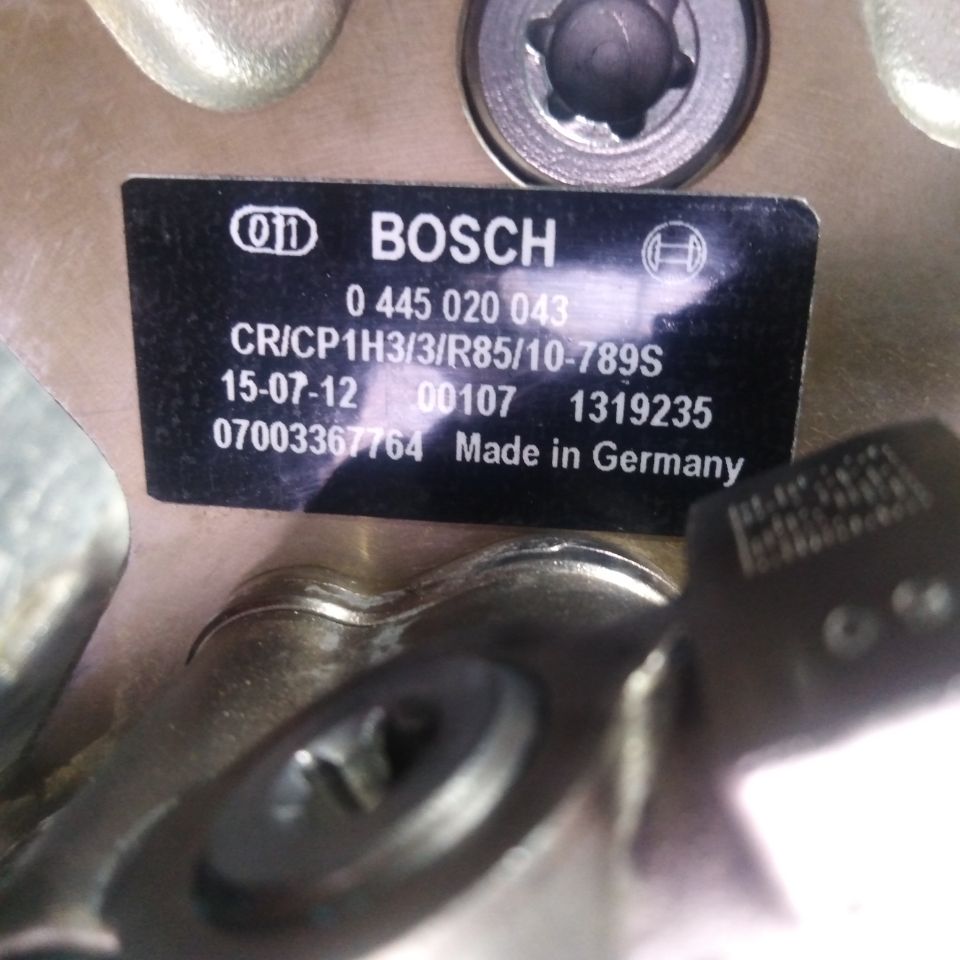 011 BOSCH
0 445 020 043
CR/CP1H3/3/R85/10-789S
15-07-12 00107 1319235
07003367764 Made in Germany